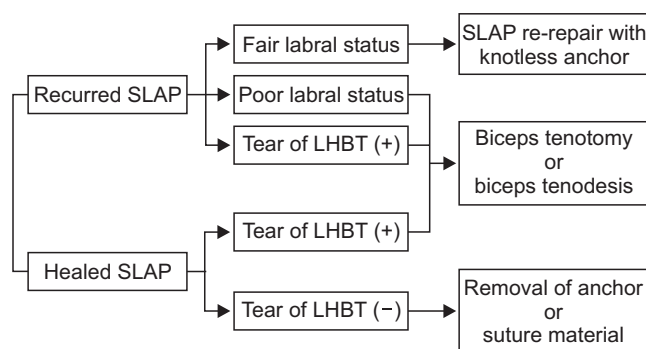 Fair labral status
SLAP re-repair with
knotless anchor
Recurred SLAP
Poor labral status
Tear of LHBT (+)
Biceps tenotomy
or
biceps tenodesis
Tear of LHBT (+)
Healed SLAP
Tear of LHBT (−)
Removal of anchor
or
suture material